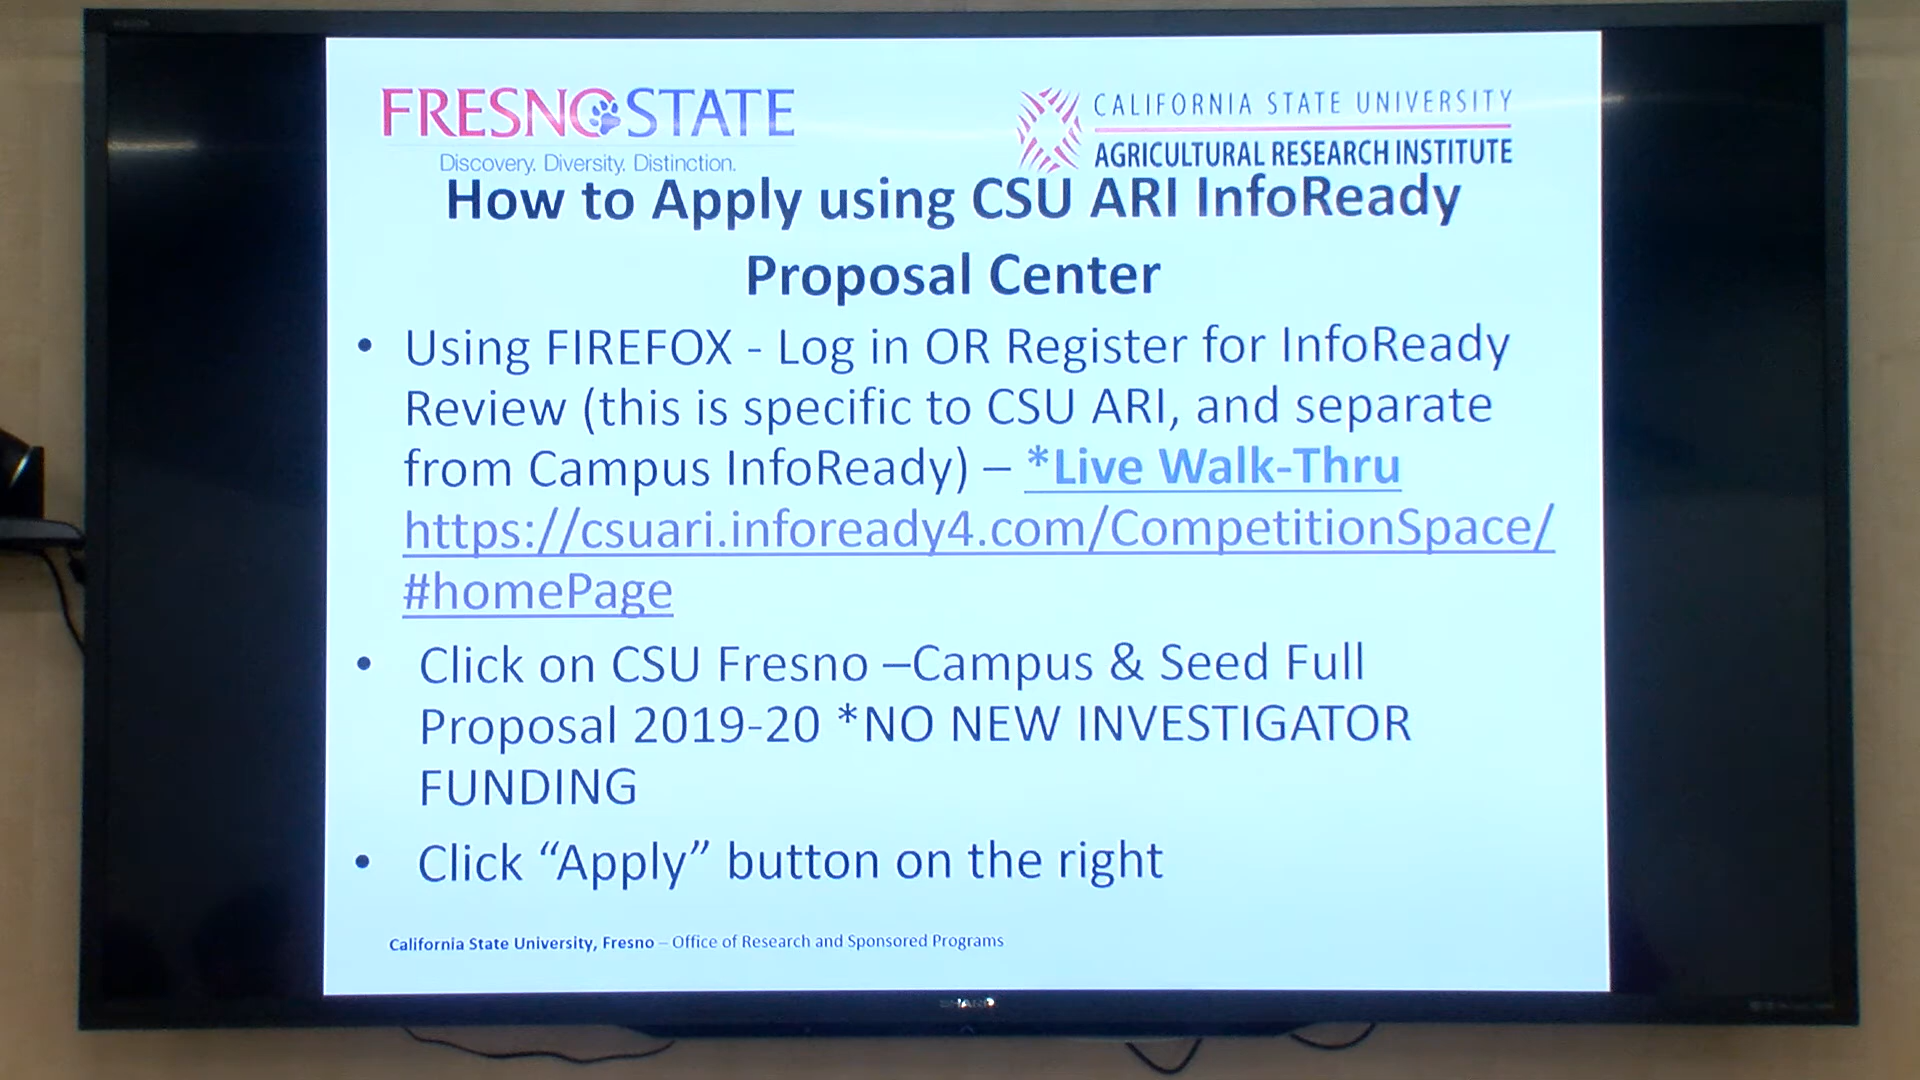 FRESNO STATE
Discovery. Diversity. Distinction.
CALIFORNIA STATE UNIVERSITY
AGRICULTURAL RESEARCH INSTITUTE
How to Apply using CSU ARI InfoReady
Proposal Center
• Using FIREFOX - Log in OR Register for InfoReady
Review (this is specific to CSU ARI, and separate
from Campus InfoReady) – *Live Walk-Thru
https://csuari.infoready4.com/CompetitionSpace/
#homePage
• Click on CSU Fresno –Campus & Seed Full
Proposal 2019-20 *NO NEW INVESTIGATOR
FUNDING
• Click “Apply” button on the right
California State University, Fresno – Office of Research and Sponsored Programs
SHARP